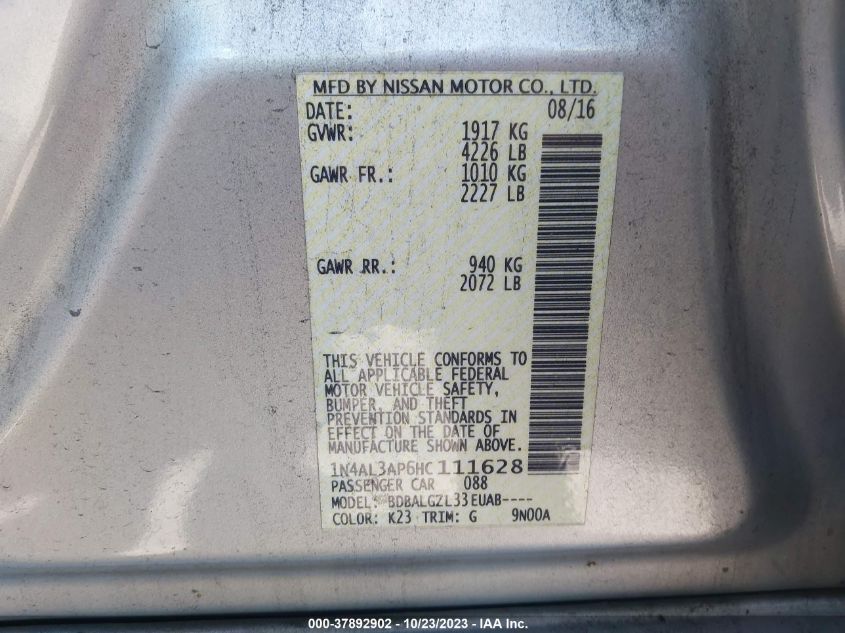 MFD BY NISSAN MOTOR CO., LTD.
DATE: 08/16
GVWR: 1917 KG
4226 LB
GAWR FR.: 1010 KG
2227 LB
GAWR RR.: 940 KG
2072 LB
THIS VEHICLE CONFORMS TO
ALL APPLICABLE FEDERAL
MOTOR VEHICLE SAFETY,
BUMPER, AND THEFT
PREVENTION STANDARDS IN
EFFECT ON THE DATE OF
MANUFACTURE SHOWN ABOVE.
1N4AL3AP6HC111628
PASSENGER CAR 088
MODEL: BDBALGZL33EUAB----
COLOR: K23 TRIM: G 9N00A
000-37892902 - 10/23/2023 - IAA Inc.